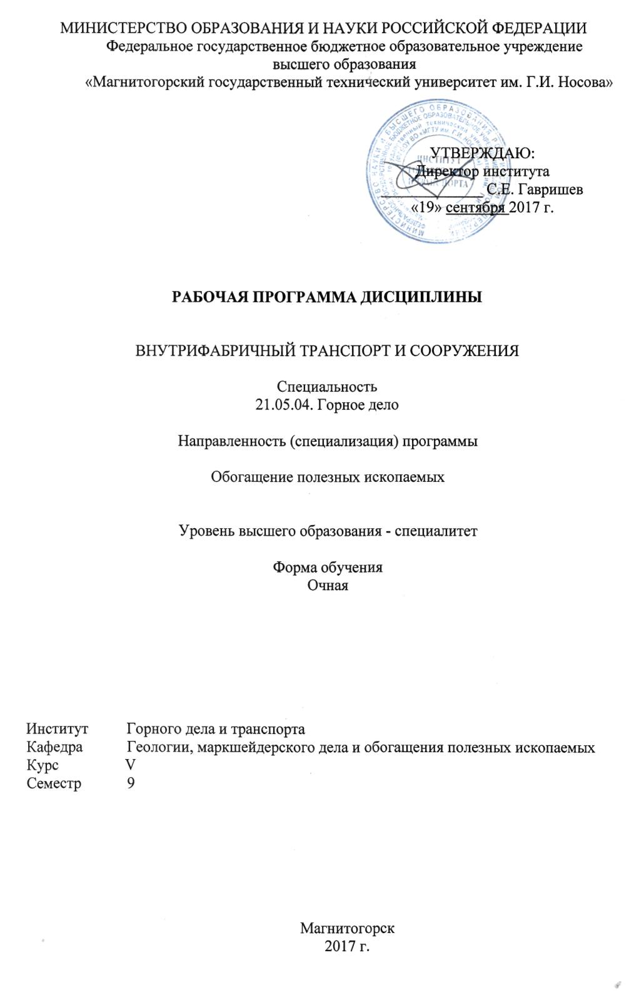 МИНИСТЕРСТВО ОБРАЗОВАНИЯ И НАУКИ РОССИЙСКОЙ ФЕДЕРАЦИИ
Федеральное государственное бюджетное образовательное учреждение
высшего образования
«Магнитогорский государственный технический университет им. Г.И. Носова»
УТВЕРЖДАЮ:
Директор института
С.Е. Гавришев
«19» сентября 2017 г.
РАБОЧАЯ ПРОГРАММА ДИСЦИПЛИНЫ
ВНУТРИФАБРИЧНЫЙ ТРАНСПОРТ И СООРУЖЕНИЯ
Специальность
21.05.04. Горное дело
Направленность (специализация) программы
Обогащение полезных ископаемых
Уровень высшего образования - специалитет
Форма обучения
Очная
Институт Горного дела и транспорта
Кафедра Геологии, маркшейдерского дела и обогащения полезных ископаемых
Курс V
Семестр 9
Магнитогорск
2017 г.